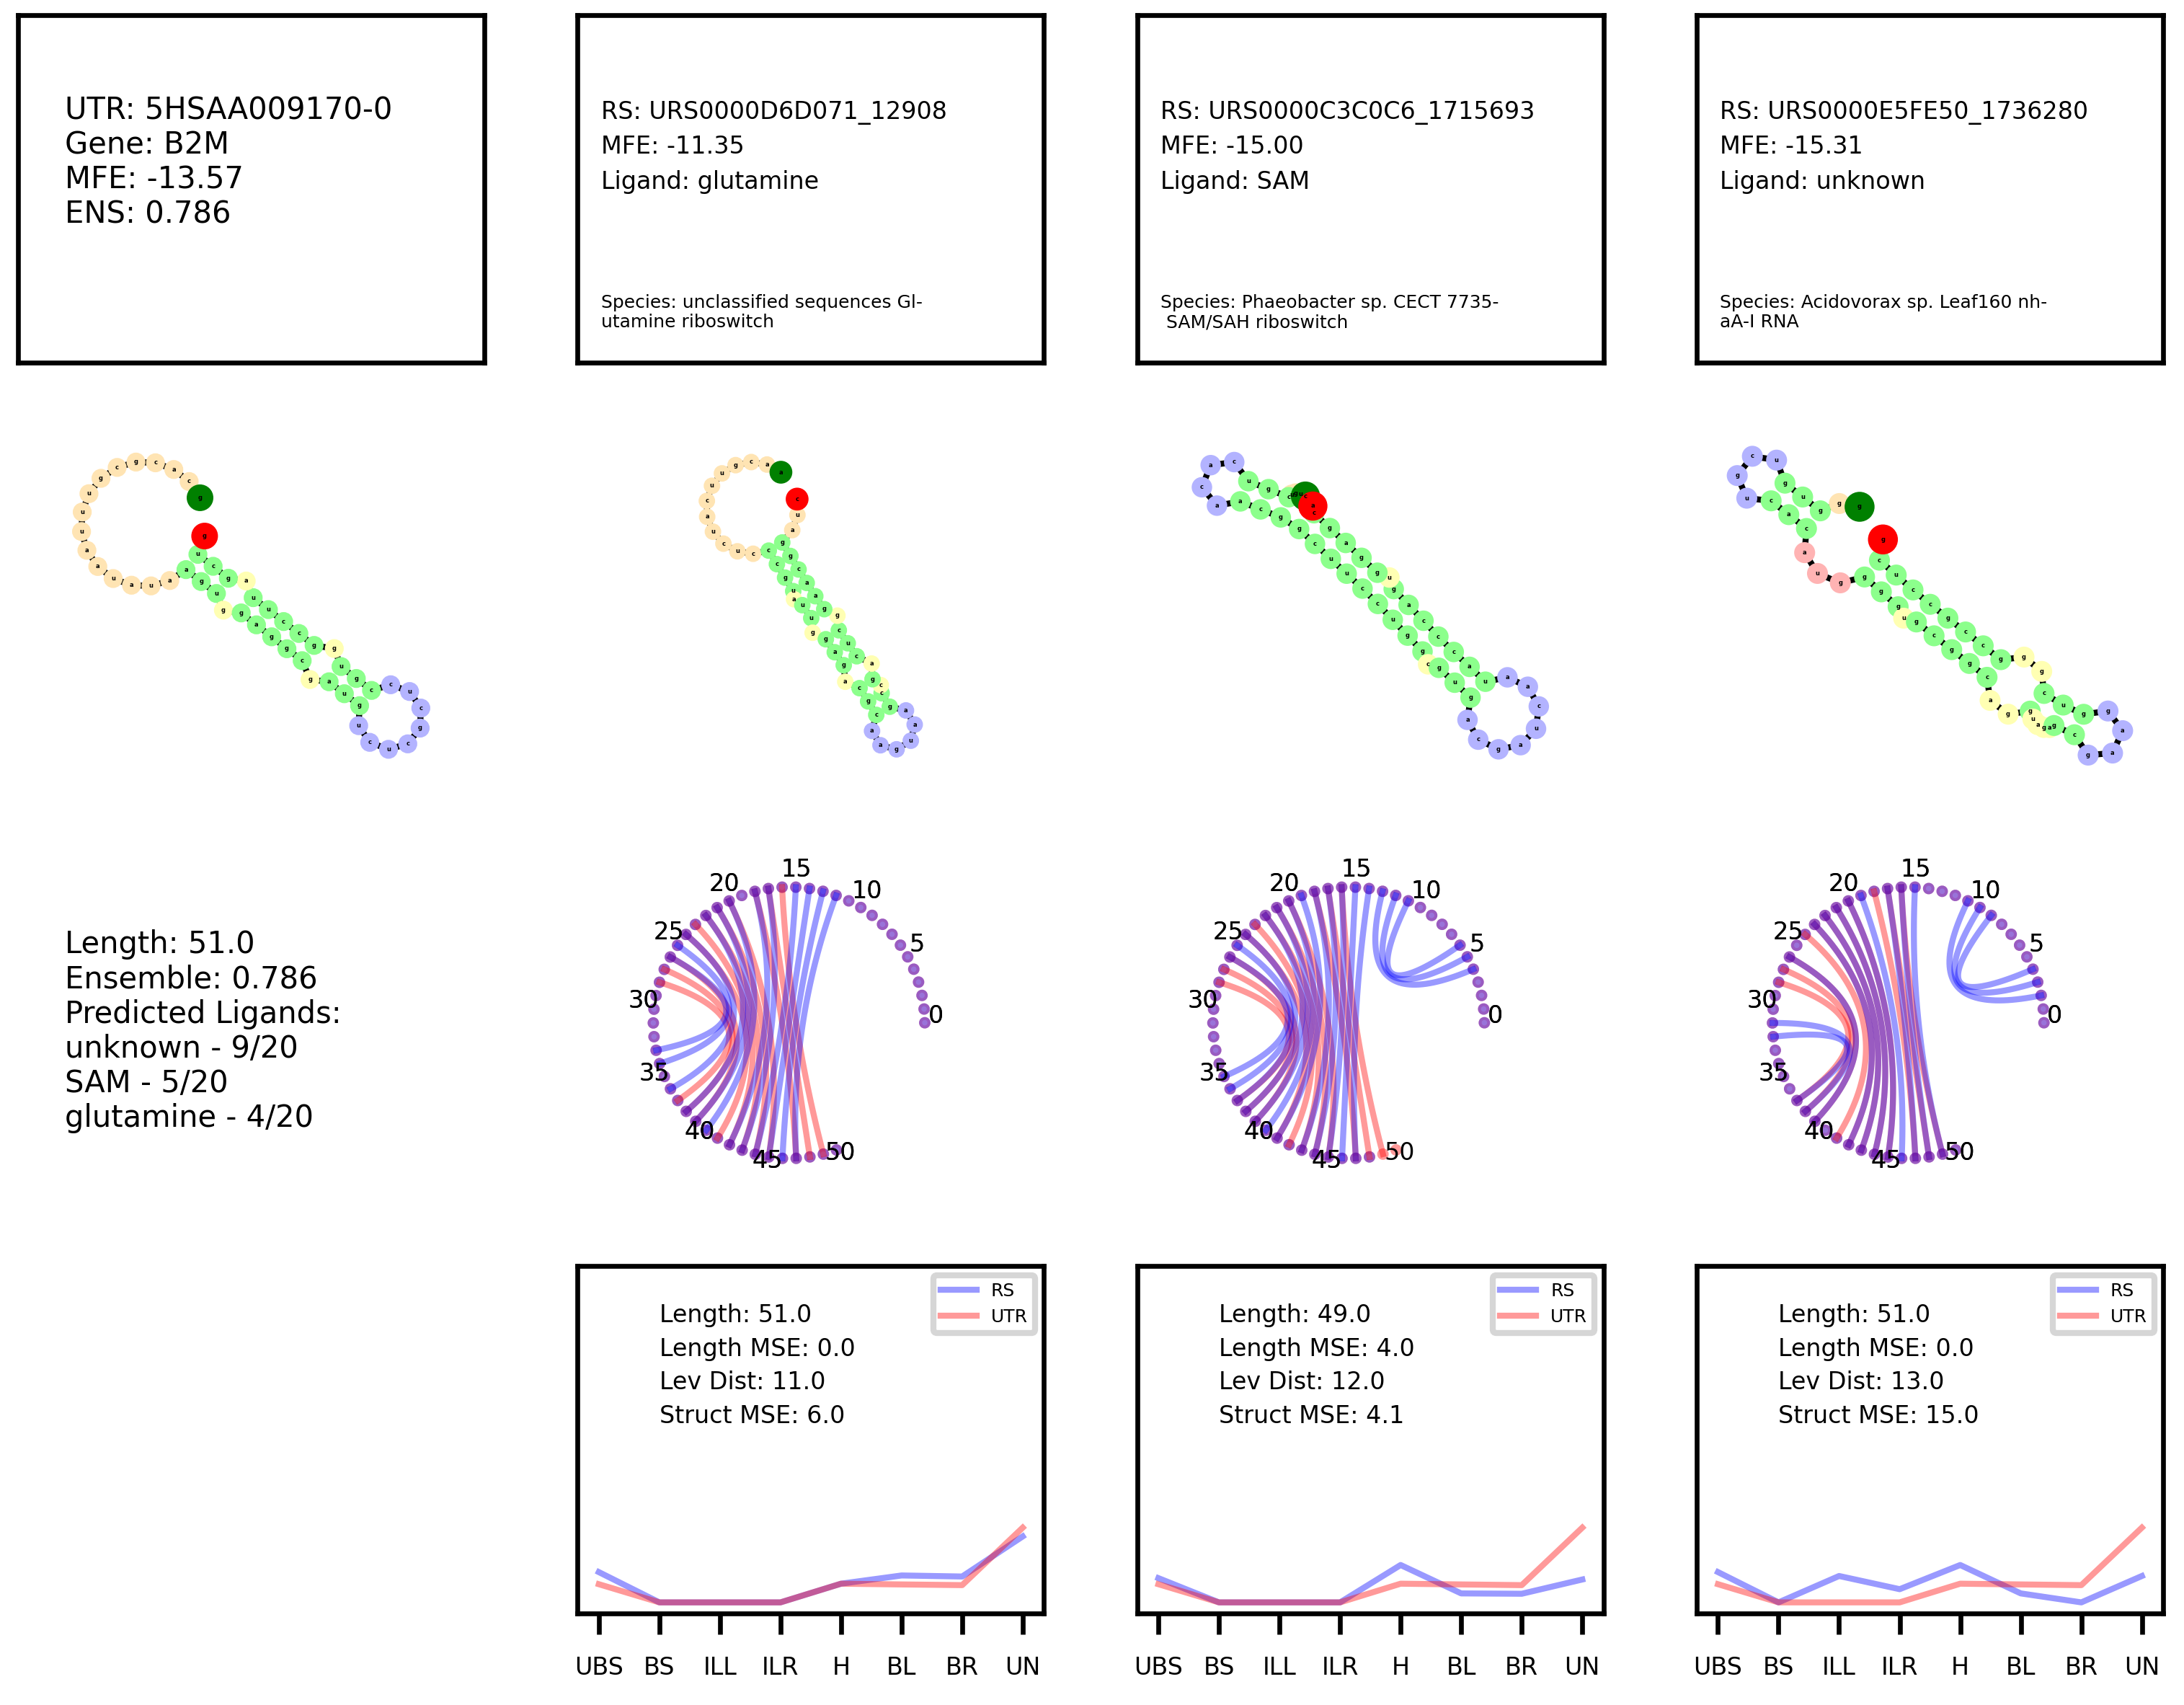 UTR: 5HSAA009170-0
Gene: B2M
MFE: -13.57
ENS: 0.786
RS: URS0000D6D071_12908
MFE: -11.35
Ligand: glutamine
Species: unclassified sequences Gl-
utamine riboswitch
RS: URS0000C3C0C6_1715693
MFE: -15.00
Ligand: SAM
Species: Phaeobacter sp. CECT 7735-
SAM/SAH riboswitch
RS: URS0000E5FE50_1736280
MFE: -15.31
Ligand: unknown
Species: Acidovorax sp. Leaf160 nh-
aA-I RNA
Length: 51.0
Ensemble: 0.786
Predicted Ligands:
unknown - 9/20
SAM - 5/20
glutamine - 4/20
0 5 10 15 20 25 30 35 40 45 50
0 5 10 15 20 25 30 35 40 45 50
0 5 10 15 20 25 30 35 40 45 50
RS
UTR
Length: 51.0
Length MSE: 0.0
Lev Dist: 11.0
Struct MSE: 6.0
UBS BS ILL ILR H BL BR UN
RS
UTR
Length: 49.0
Length MSE: 4.0
Lev Dist: 12.0
Struct MSE: 4.1
UBS BS ILL ILR H BL BR UN
RS
UTR
Length: 51.0
Length MSE: 0.0
Lev Dist: 13.0
Struct MSE: 15.0
UBS BS ILL ILR H BL BR UN